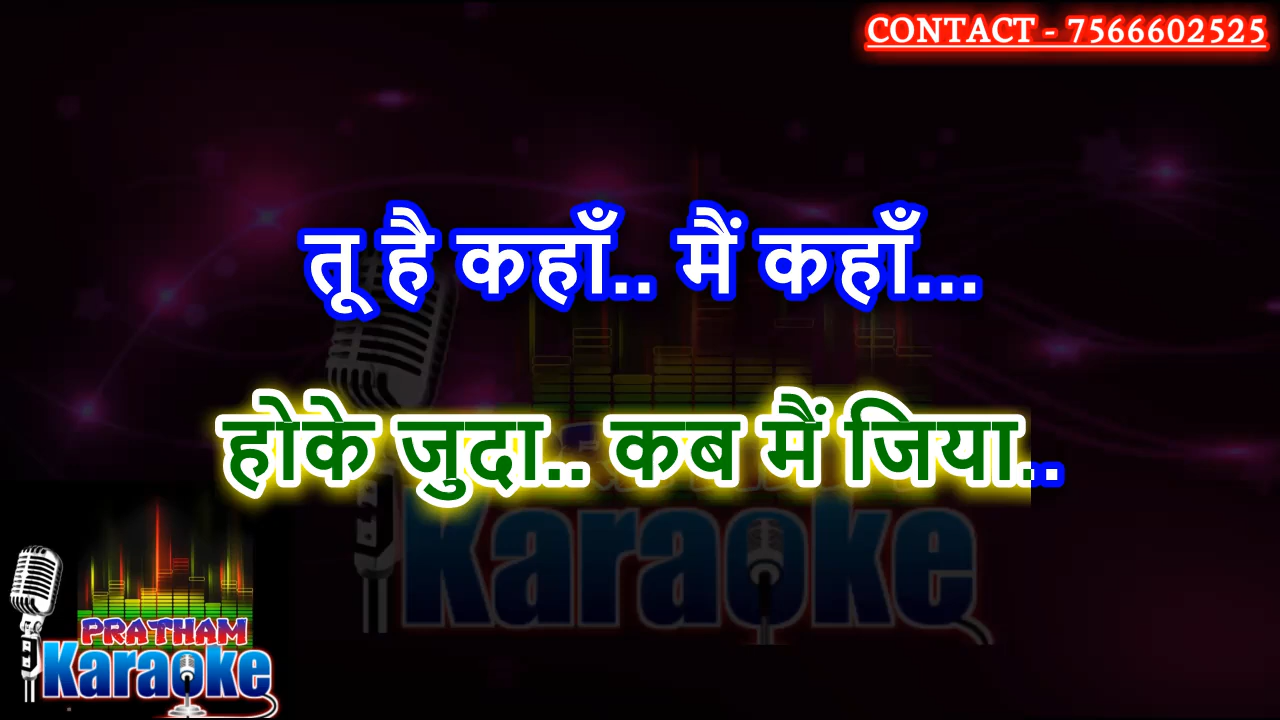 CONTACT - 7566602525
तू है कहाँ.. मैं कहाँ...
होके जुदा.. कब मैं जिया..
Karaoke
PRATHAM
Karaoke